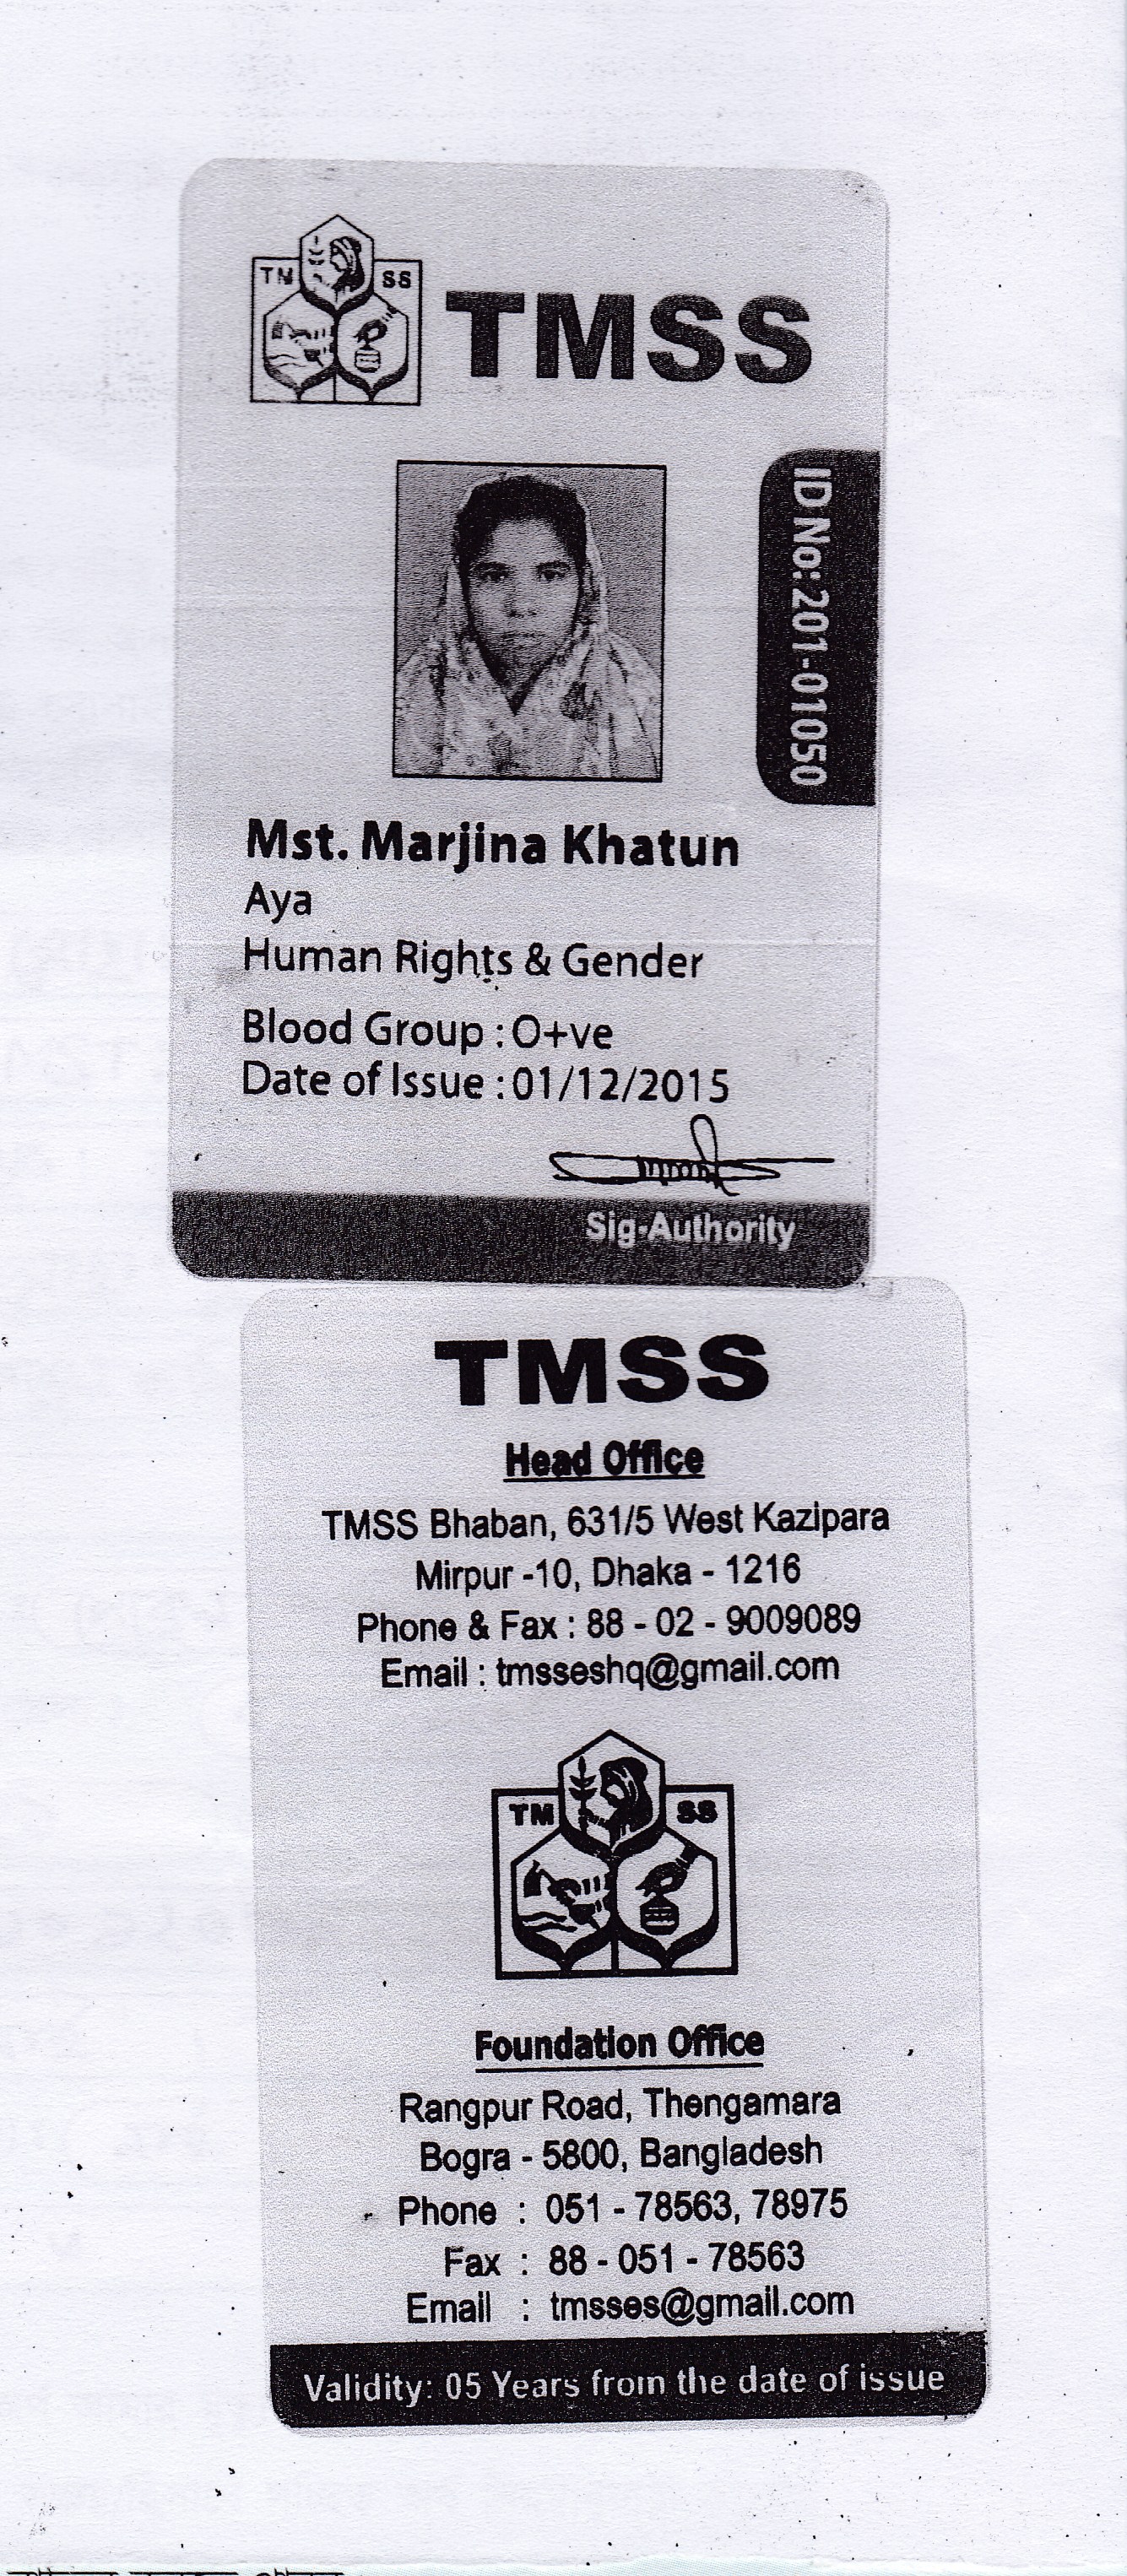 TM SS
TMSS
ID No: 201-01050
Mst. Marjina Khatun
Aya
Human Rights & Gender
Blood Group : O+ve
Date of Issue : 01/12/2015
Sig-Authority
TMSS
Head Office
TMSS Bhaban, 631/5 West Kazipara
Mirpur -10, Dhaka - 1216
Phone & Fax : 88 - 02 - 9009089
Email : tmsseshq@gmail.com
TM SS
Foundation Office
Rangpur Road, Thengamara
Bogra - 5800, Bangladesh
Phone : 051 - 78563, 78975
Fax : 88 - 051 - 78563
Email : tmsses@gmail.com
Validity: 05 Years from the date of issue